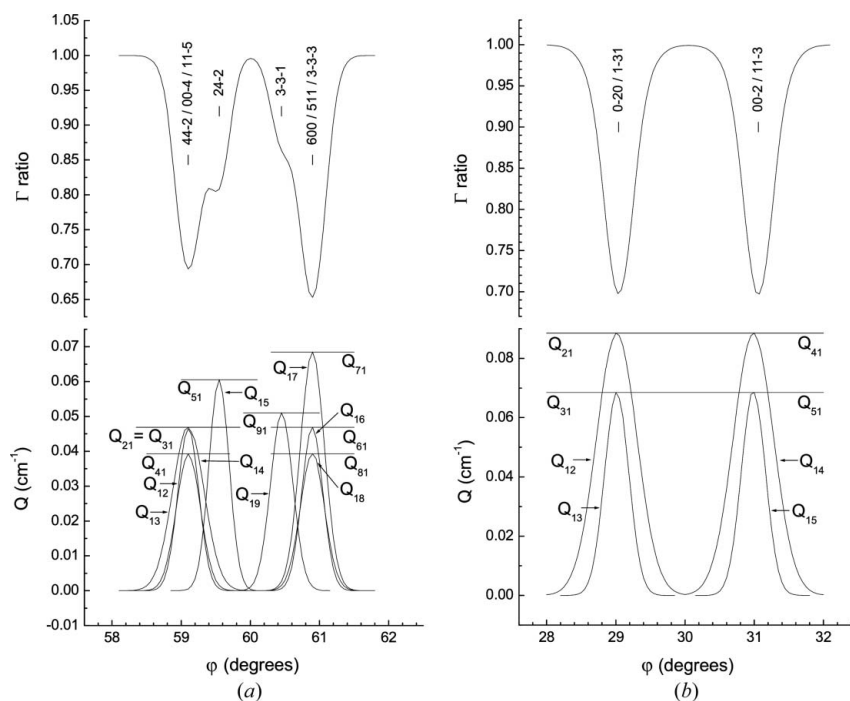 1.05
1.00
0.95
0.90
0.85
0.80
0.75
0.70
0.65
Γ ratio
44-2 / 00-4 / 11-5
24-2
3-3-1
600 / 511 / 3-3-3
1.05
1.00
0.95
0.90
0.85
0.80
0.75
0.70
Γ ratio
0-20 / 1-31
00-2 / 11-3
0.07
0.06
0.05
0.04
0.03
0.02
0.01
0.00
-0.01
Q (cm⁻¹)
Q₁₇
Q₇₁
Q₅₁
Q₁₅
Q₉₁
Q₁₆
Q₂₁ = Q₃₁
Q₆₁
Q₄₁
Q₁₄
Q₈₁
Q₁₂
Q₁₉
Q₁₈
Q₁₃
58
59
60
61
62
φ (degrees)
(a)
0.08
0.06
0.04
0.02
0.00
Q (cm⁻¹)
Q₂₁
Q₄₁
Q₃₁
Q₅₁
Q₁₂
Q₁₄
Q₁₃
Q₁₅
28
29
30
31
32
φ (degrees)
(b)